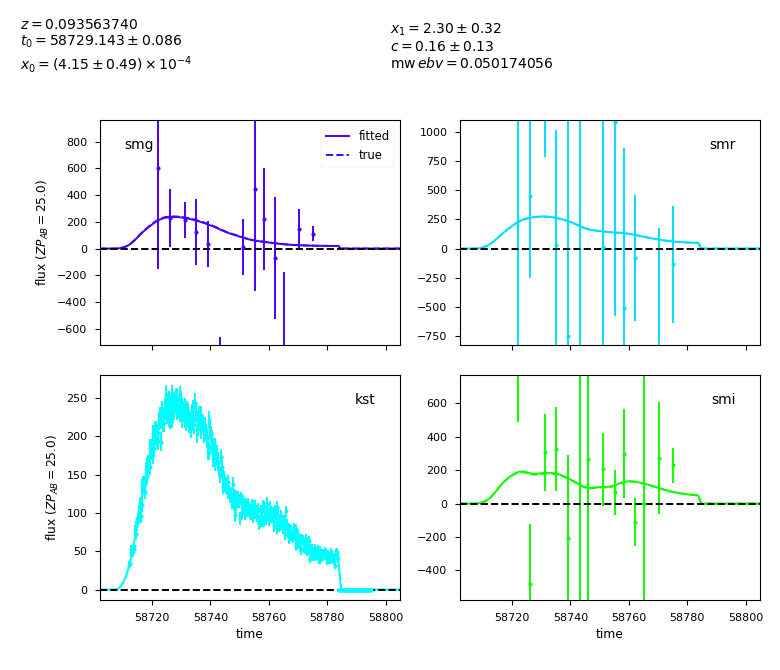 z = 0.093563740
t₀ = 58729.143 ± 0.086
x₀ = (4.15 ± 0.49) × 10⁻⁴
x₁ = 2.30 ± 0.32
c = 0.16 ± 0.13
mw ebv = 0.050174056
smg
fitted
true
800
600
400
200
0
−200
−400
−600
flux (ZP_AB = 25.0)
smr
1000
750
500
250
0
−250
−500
−750
kst
250
200
150
100
50
0
flux (ZP_AB = 25.0)
58720 58740 58760 58780 58800
time
smi
600
400
200
0
−200
−400
58720 58740 58760 58780 58800
time